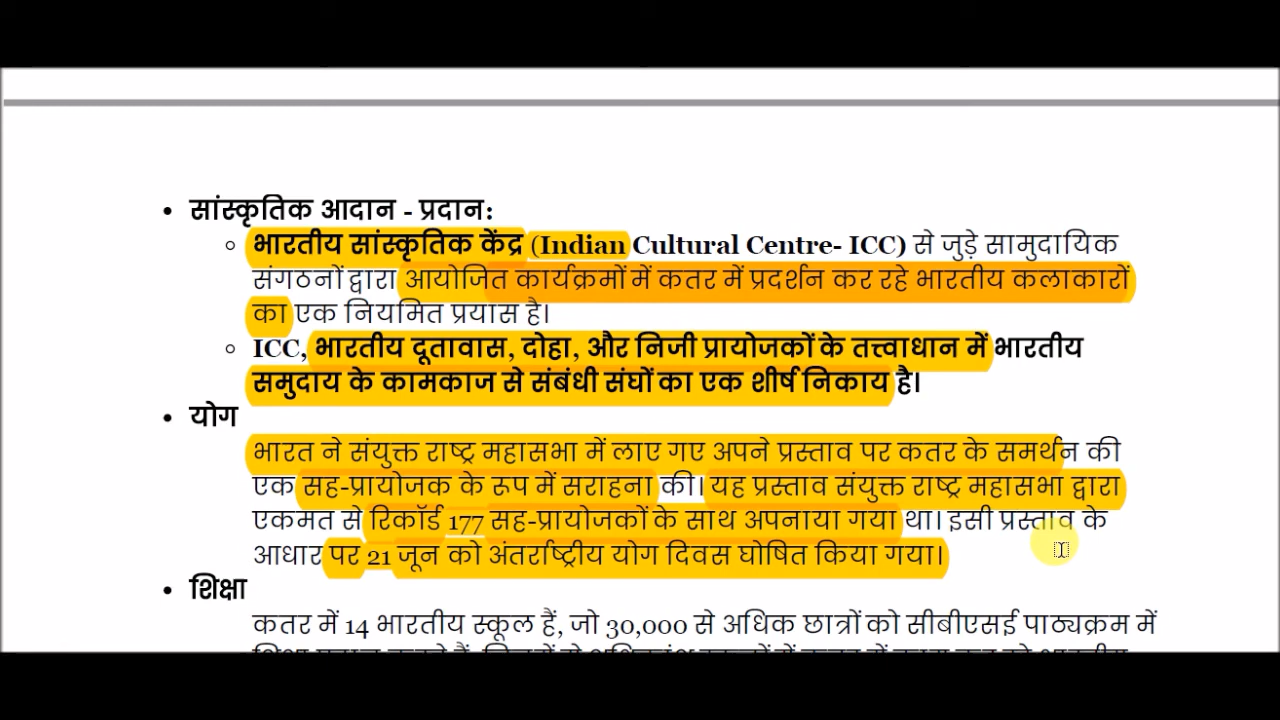 • सांस्कृतिक आदान - प्रदान:
○ भारतीय सांस्कृतिक केंद्र (Indian Cultural Centre- ICC) से जुड़े सामुदायिक
संगठनों द्वारा आयोजित कार्यक्रमों में कतर में प्रदर्शन कर रहे भारतीय कलाकारों
का एक नियमित प्रयास है।
○ ICC, भारतीय दूतावास, दोहा, और निजी प्रायोजकों के तत्त्वाधान में भारतीय
समुदाय के कामकाज से संबंधी संघों का एक शीर्ष निकाय है।
• योग
भारत ने संयुक्त राष्ट्र महासभा में लाए गए अपने प्रस्ताव पर कतर के समर्थन की
एक सह-प्रायोजक के रूप में सराहना की। यह प्रस्ताव संयुक्त राष्ट्र महासभा द्वारा
एकमत से रिकॉर्ड 177 सह-प्रायोजकों के साथ अपनाया गया था। इसी प्रस्ताव के
आधार पर 21 जून को अंतर्राष्ट्रीय योग दिवस घोषित किया गया।
• शिक्षा
कतर में 14 भारतीय स्कूल हैं, जो 30,000 से अधिक छात्रों को सीबीएसई पाठ्यक्रम में